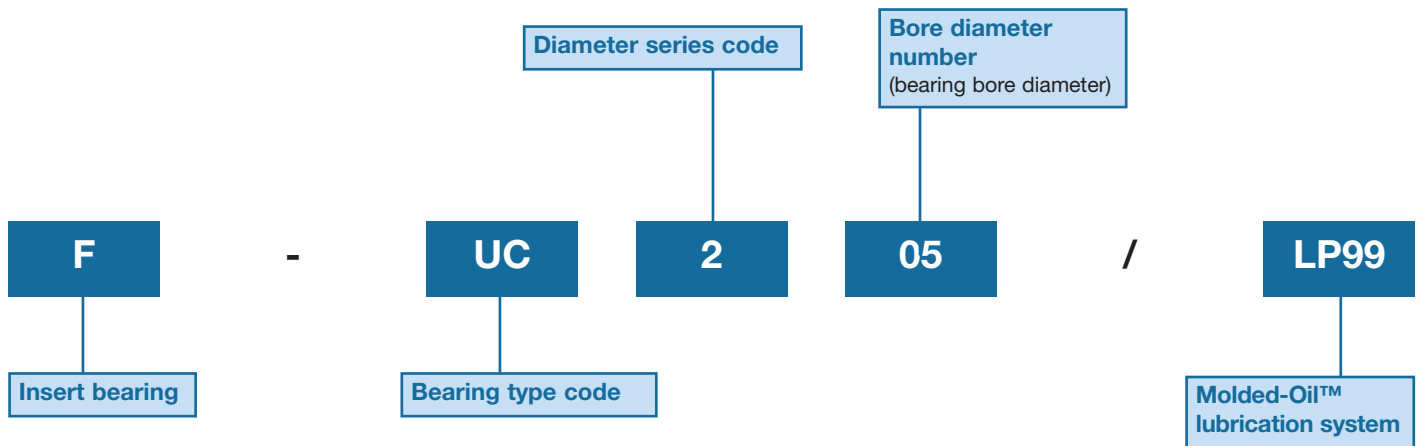 Diameter series code
Bore diameter
number
(bearing bore diameter)
F - UC 2 05 / LP99
Insert bearing
Bearing type code
Molded-Oil™
lubrication system